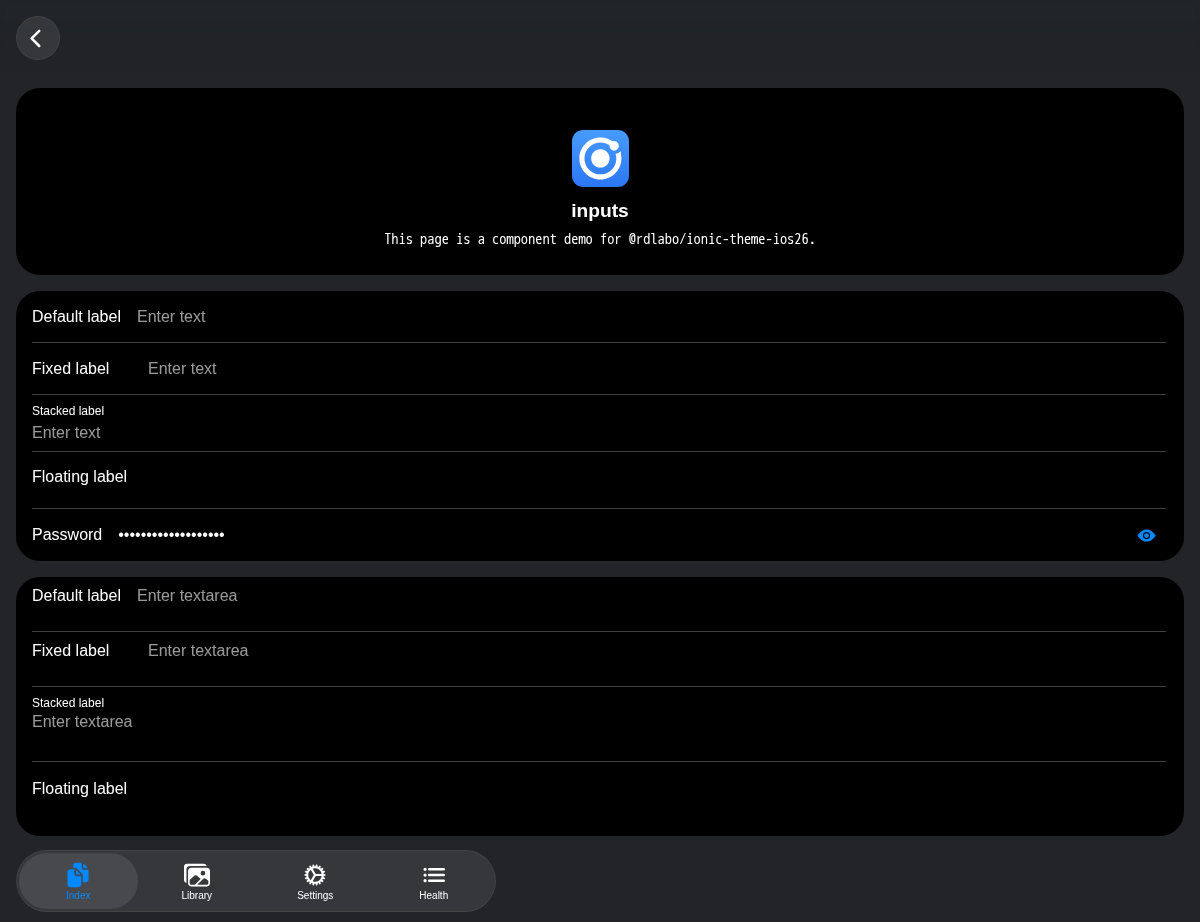 inputs
This page is a component demo for @rdlabo/ionic-theme-ios26.
Default label Enter text
Fixed label Enter text
Stacked label
Enter text
Floating label
Password •••••••••••••••••••
Default label Enter textarea
Fixed label Enter textarea
Stacked label
Enter textarea
Floating label
Index Library Settings Health